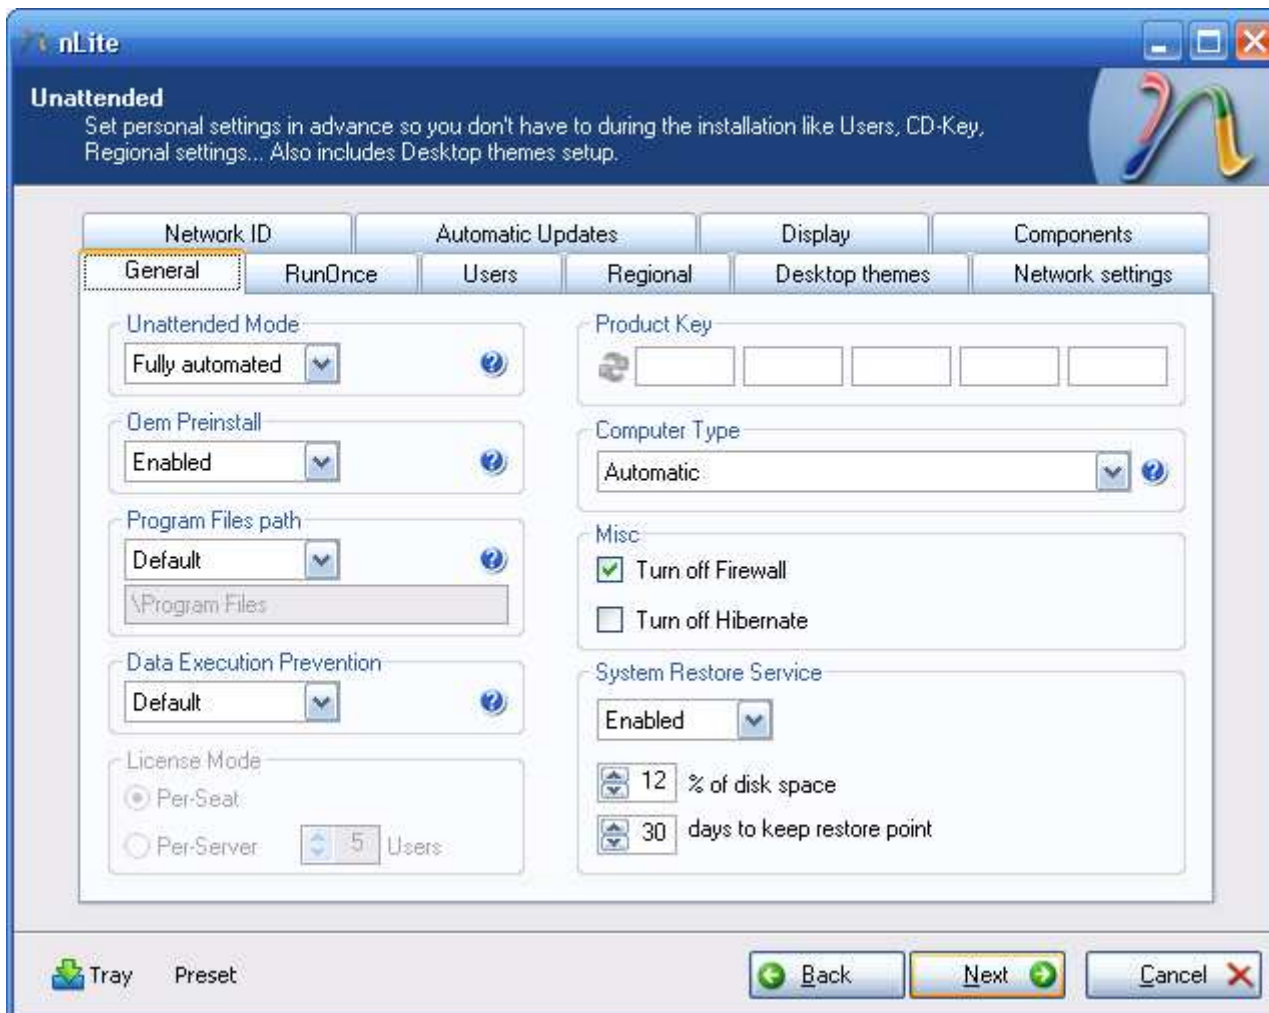 nLite
Unattended
Set personal settings in advance so you don't have to during the installation like Users, CD-Key,
Regional settings... Also includes Desktop themes setup.
Network ID Automatic Updates Display Components
General RunOnce Users Regional Desktop themes Network settings
Unattended Mode
Fully automated
Oem Preinstall
Enabled
Program Files path
Default
\Program Files
Data Execution Prevention
Default
License Mode
Per-Seat
Per-Server 5 Users
Product Key
Computer Type
Automatic
Misc
Turn off Firewall
Turn off Hibernate
System Restore Service
Enabled
12 % of disk space
30 days to keep restore point
Tray Preset Back Next Cancel